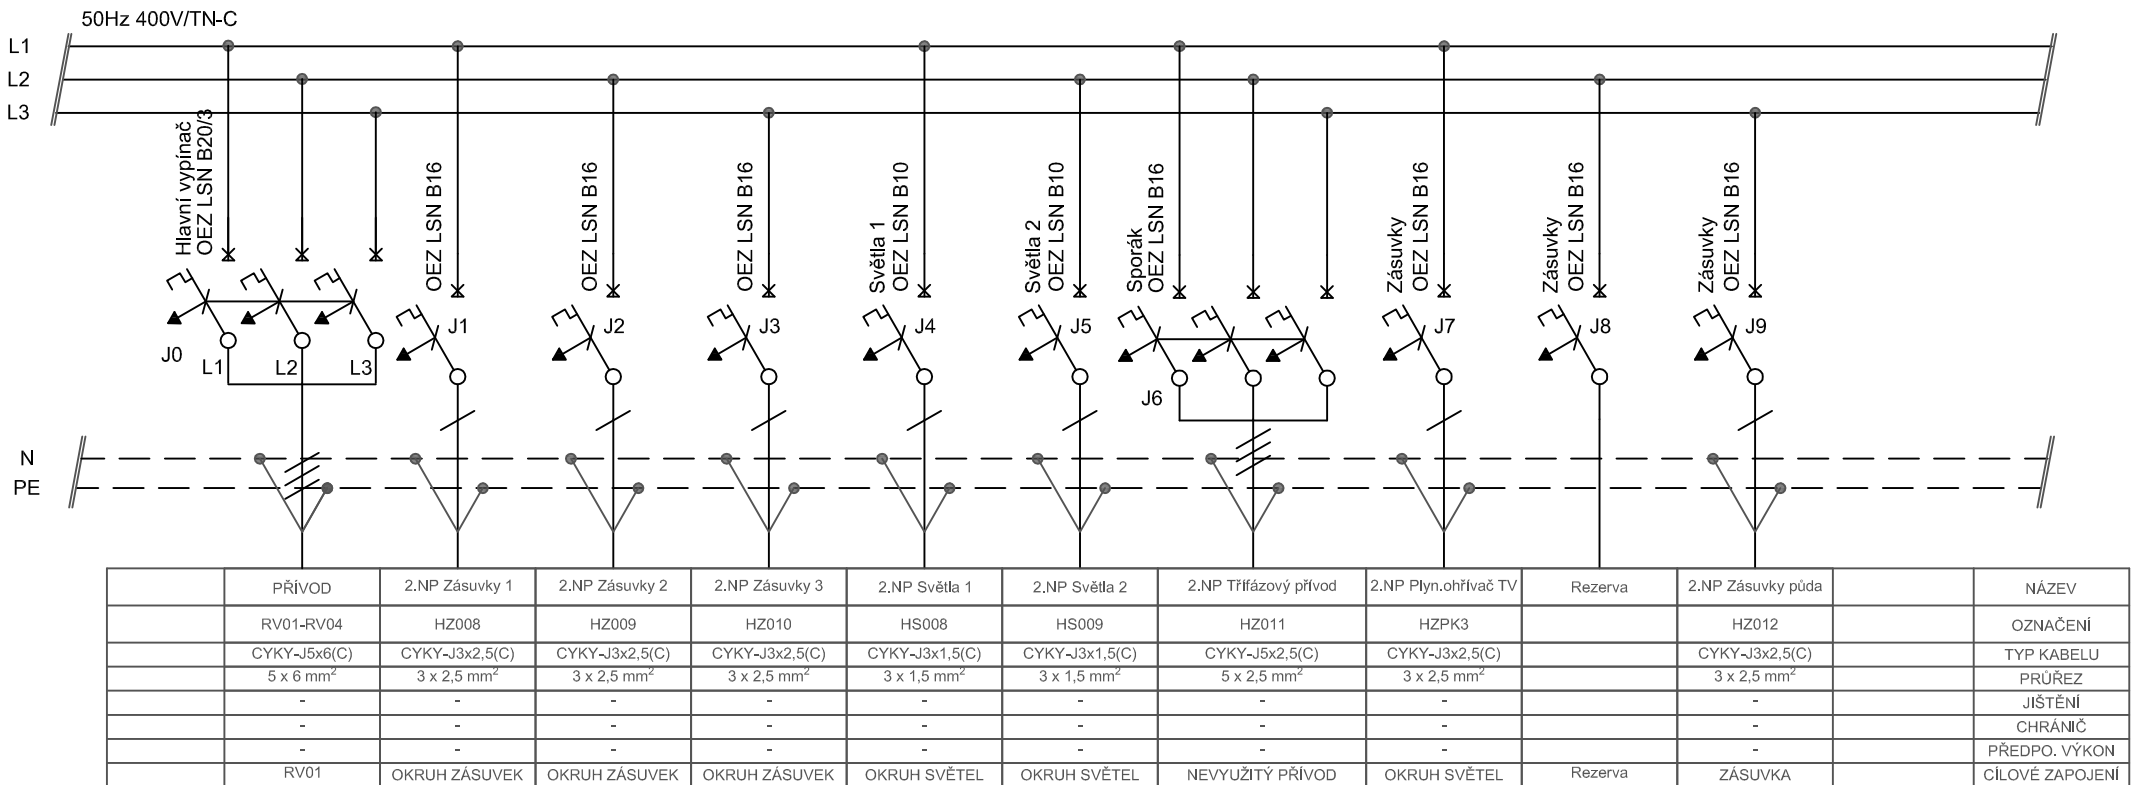 50Hz 400V/TN-C
L1
L2
L3
Hlavní vypínač
OEZ LSN B20/3
OEZ LSN B16
OEZ LSN B16
OEZ LSN B16
Světla 1
OEZ LSN B10
Světla 2
OEZ LSN B10
Sporák
OEZ LSN B16
Zásuvky
OEZ LSN B16
Zásuvky
OEZ LSN B16
Zásuvky
OEZ LSN B16
J0
L1
L2
L3
J1
J2
J3
J4
J5
J6
J7
J8
J9
N
PE
PŘÍVOD 2.NP Zásuvky 1 2.NP Zásuvky 2 2.NP Zásuvky 3 2.NP Světla 1 2.NP Světla 2 2.NP Třífázový přívod 2.NP Plyn.ohřívač TV Rezerva 2.NP Zásuvky půda NÁZEV
RV01-RV04 HZ008 HZ009 HZ010 HS008 HS009 HZ011 HZPK3 HZ012 OZNAČENÍ
CYKY-J5x6(C) CYKY-J3x2,5(C) CYKY-J3x2,5(C) CYKY-J3x2,5(C) CYKY-J3x1,5(C) CYKY-J3x1,5(C) CYKY-J5x2,5(C) CYKY-J3x2,5(C) CYKY-J3x2,5(C) TYP KABELU
5 x 6 mm² 3 x 2,5 mm² 3 x 2,5 mm² 3 x 2,5 mm² 3 x 1,5 mm² 3 x 1,5 mm² 5 x 2,5 mm² 3 x 2,5 mm² 3 x 2,5 mm² PRŮŘEZ
- - - - - - - - - JIŠTĚNÍ
- - - - - - - - - CHRÁNIČ
- - - - - - - - - PŘEDPO. VÝKON
RV01 OKRUH ZÁSUVEK OKRUH ZÁSUVEK OKRUH ZÁSUVEK OKRUH SVĚTEL OKRUH SVĚTEL NEVYUŽITÝ PŘÍVOD OKRUH SVĚTEL Rezerva ZÁSUVKA CÍLOVÉ ZAPOJENÍ